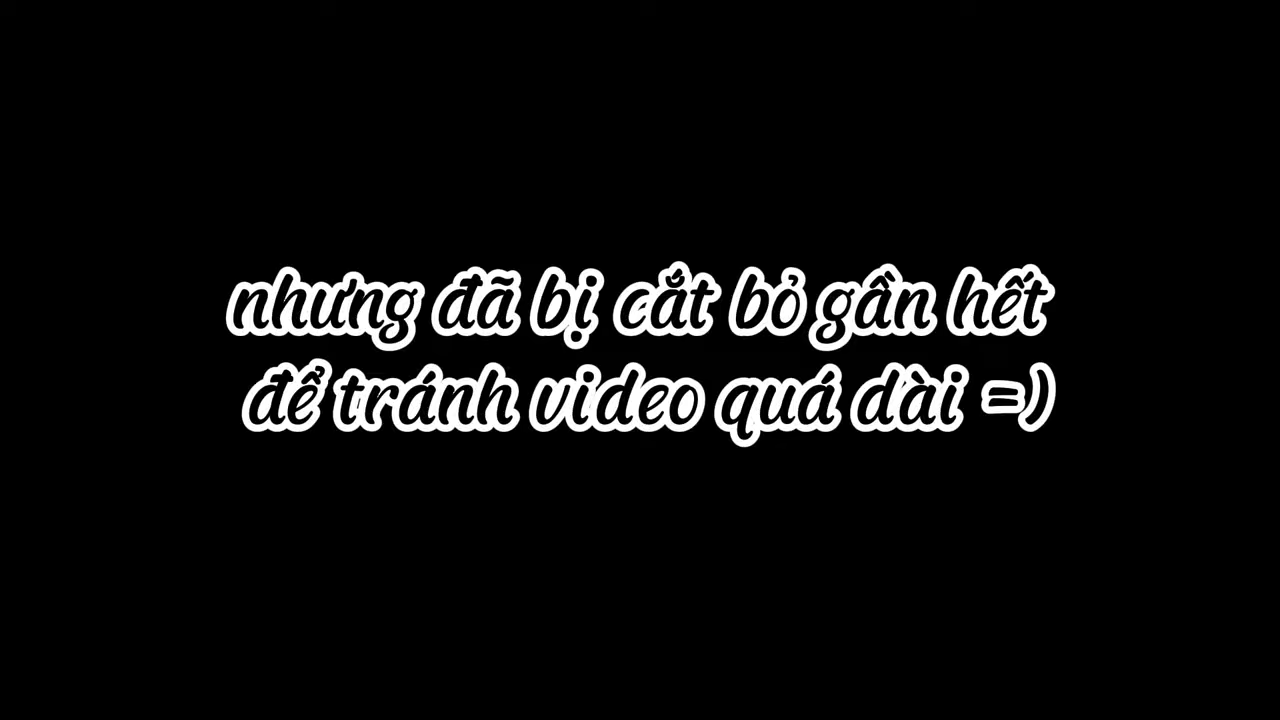 nhưng đã bị cắt bỏ gần hết
để tránh video quá dài =)